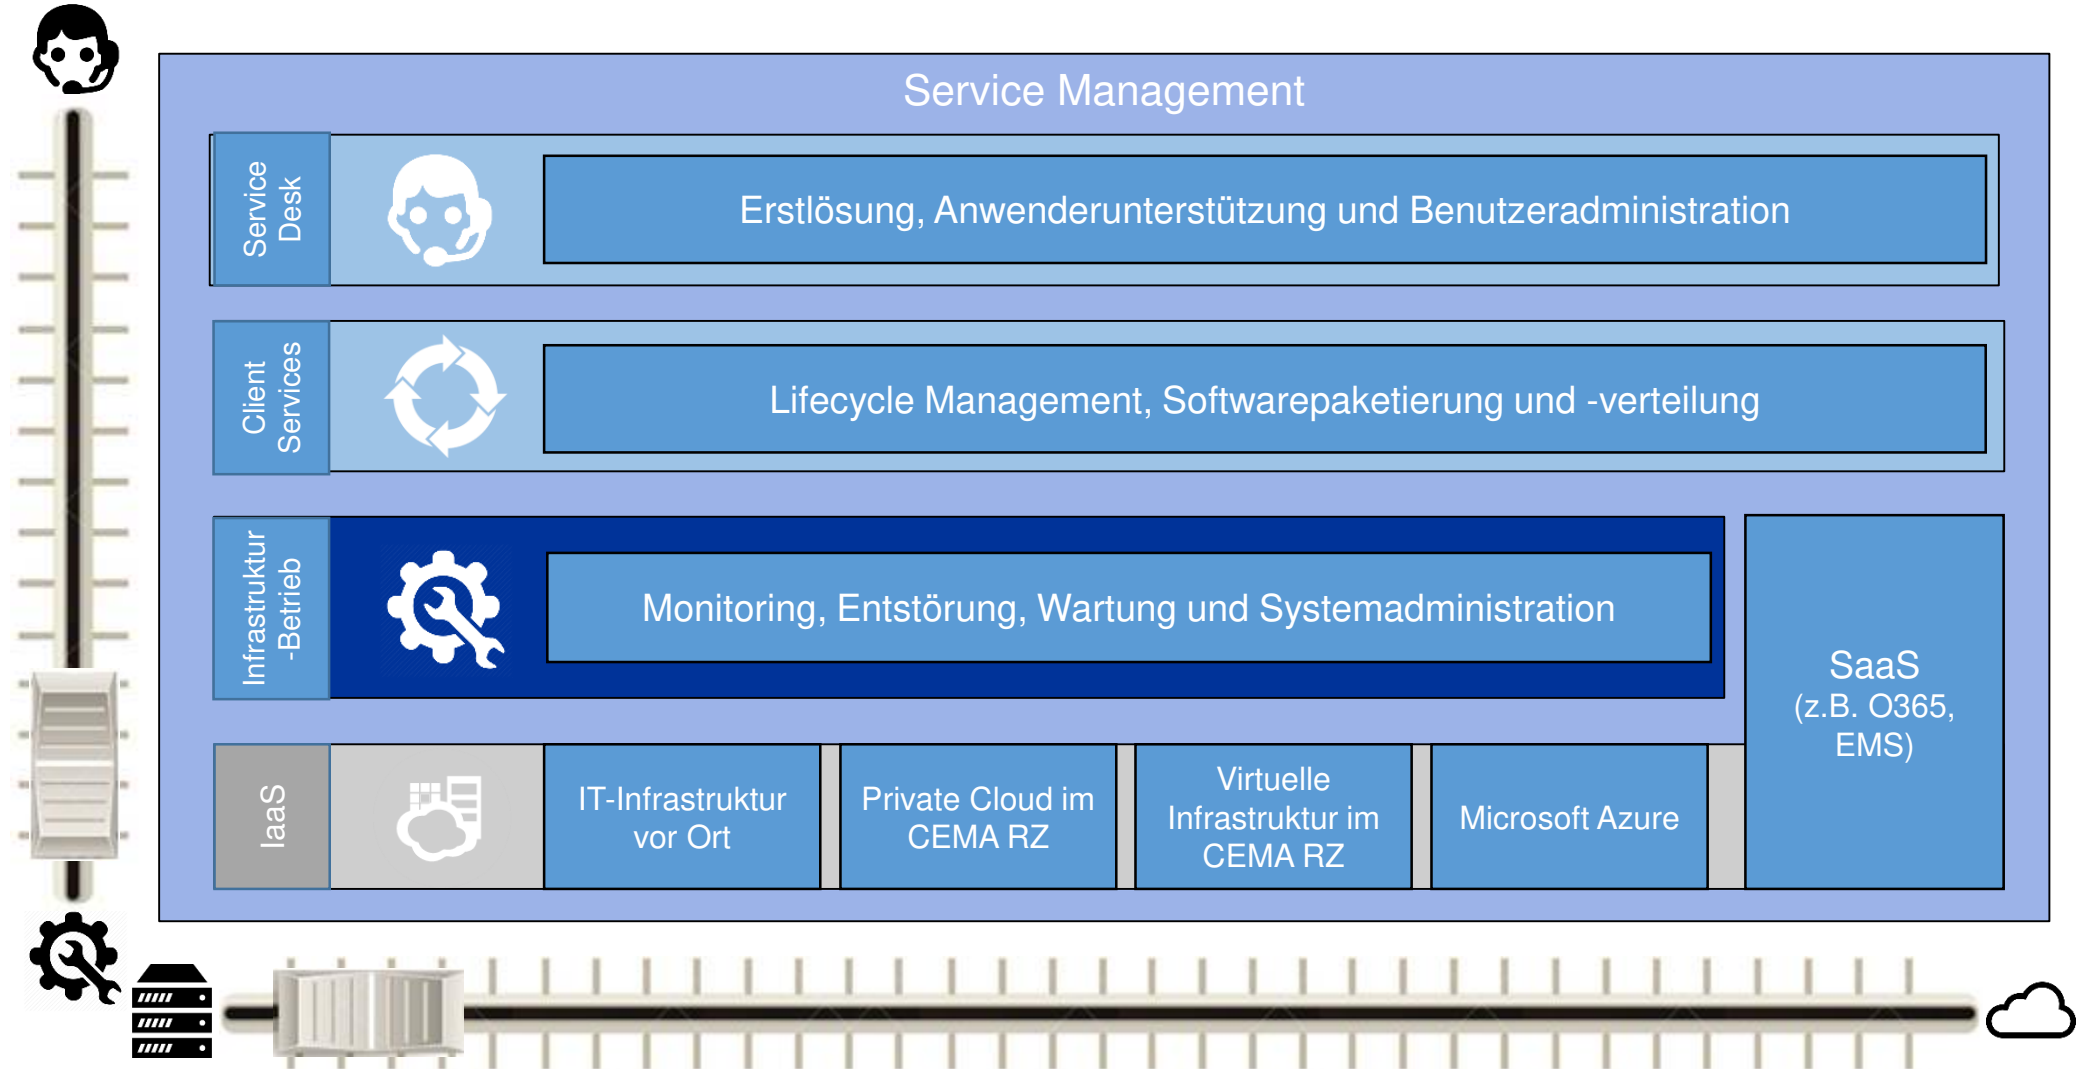 Service Management
Service
Desk
Erstlösung, Anwenderunterstützung und Benutzeradministration
Client
Services
Lifecycle Management, Softwarepaketierung und -verteilung
Infrastruktur
-Betrieb
Monitoring, Entstörung, Wartung und Systemadministration
SaaS
(z.B. O365,
EMS)
IaaS
IT-Infrastruktur
vor Ort
Private Cloud im
CEMA RZ
Virtuelle
Infrastruktur im
CEMA RZ
Microsoft Azure